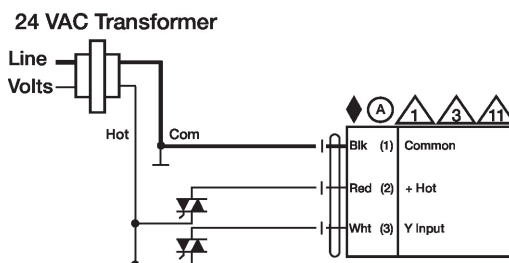 24 VAC Transformer
Line
Volts
Hot
Com
A 1 3 11
Blk (1) Common
Red (2) + Hot
Wht (3) Y Input